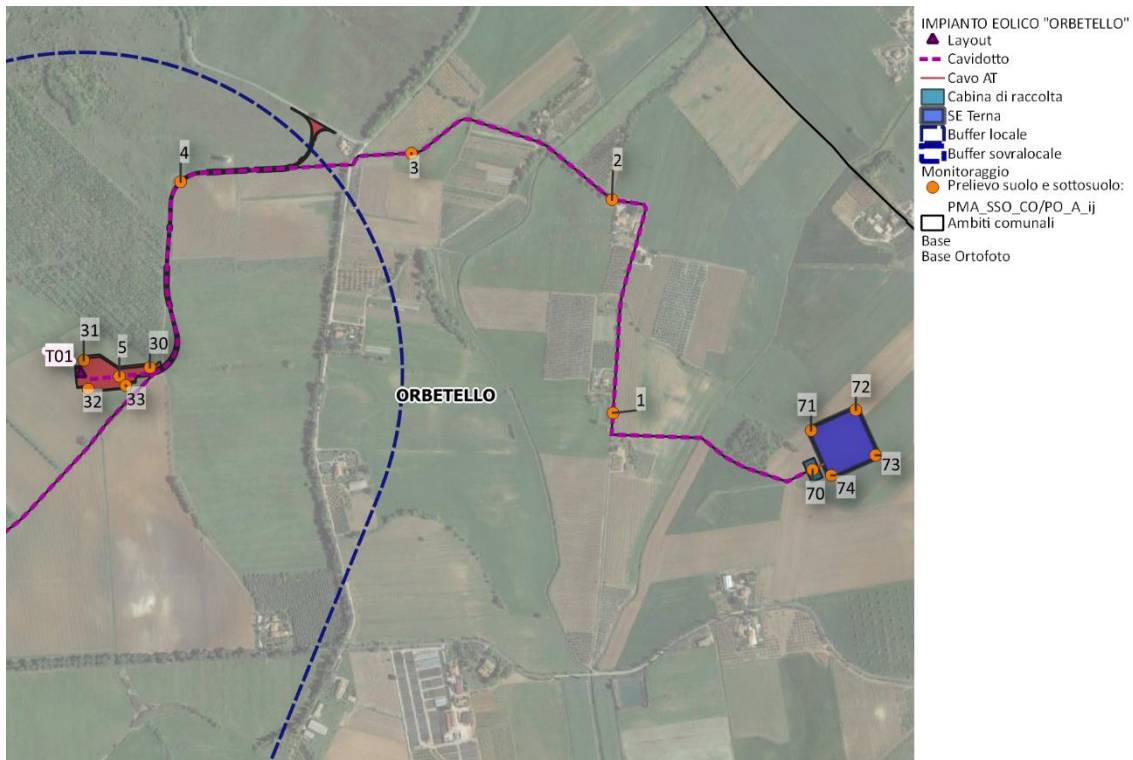 IMPIANTO EOLICO "ORBETELLO"
Layout
Cavidotto
Cavo AT
Cabina di raccolta
SE Terna
Buffer locale
Buffer sovralocale
Monitoraggio
Prelievo suolo e sottosuolo:
PMA_SSO_CO/PO_A_ij
Ambiti comunali
Base
Base Ortofoto
4
3
2
31
T01
5
30
32
33
ORBETELLO
1
72
71
73
70
74